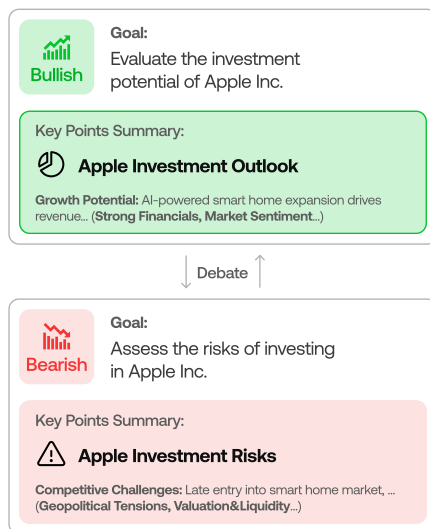 Bullish
Goal:
Evaluate the investment
potential of Apple Inc.
Key Points Summary:
Apple Investment Outlook
Growth Potential: AI-powered smart home expansion drives
revenue... (Strong Financials, Market Sentiment...)
Debate
Bearish
Goal:
Assess the risks of investing
in Apple Inc.
Key Points Summary:
Apple Investment Risks
Competitive Challenges: Late entry into smart home market, ...
(Geopolitical Tensions, Valuation&Liquidity...)